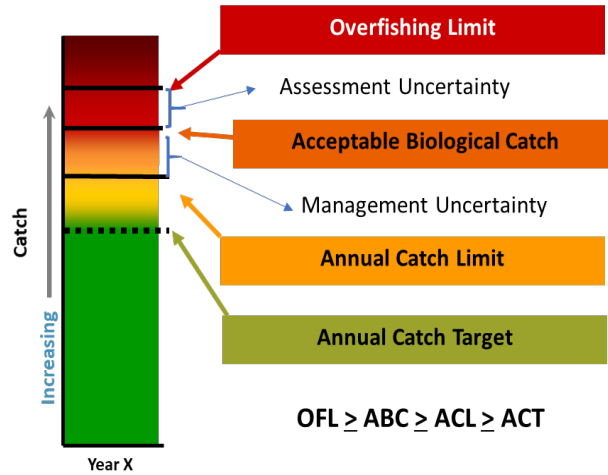 Overfishing Limit
Assessment Uncertainty
Acceptable Biological Catch
Management Uncertainty
Annual Catch Limit
Annual Catch Target
OFL ≥ ABC ≥ ACL ≥ ACT
Catch
Increasing
Year X